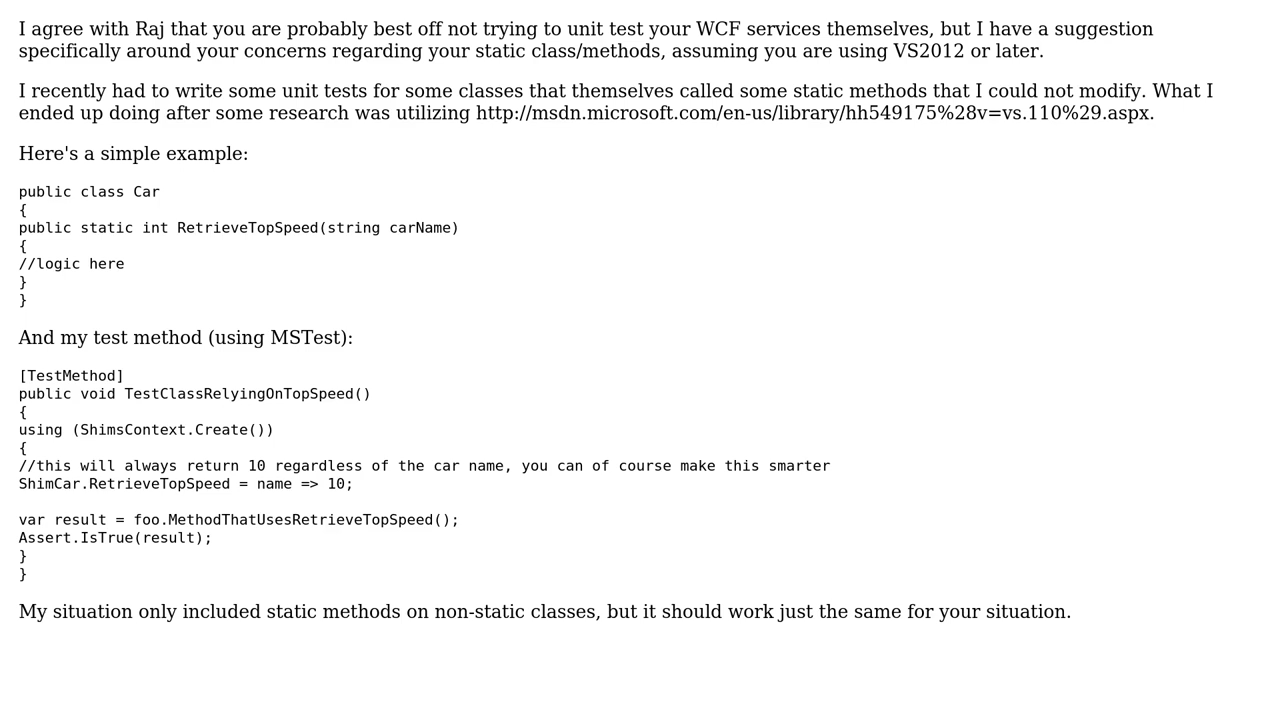 I agree with Raj that you are probably best off not trying to unit test your WCF services themselves, but I have a suggestion
specifically around your concerns regarding your static class/methods, assuming you are using VS2012 or later.
I recently had to write some unit tests for some classes that themselves called some static methods that I could not modify. What I
ended up doing after some research was utilizing http://msdn.microsoft.com/en-us/library/hh549175%28v=vs.110%29.aspx.
Here's a simple example:
public class Car
{
public static int RetrieveTopSpeed(string carName)
{
//logic here
}
}
And my test method (using MSTest):
[TestMethod]
public void TestClassRelyingOnTopSpeed()
{
using (ShimsContext.Create())
{
//this will always return 10 regardless of the car name, you can of course make this smarter
ShimCar.RetrieveTopSpeed = name => 10;
var result = foo.MethodThatUsesRetrieveTopSpeed();
Assert.IsTrue(result);
}
}
My situation only included static methods on non-static classes, but it should work just the same for your situation.